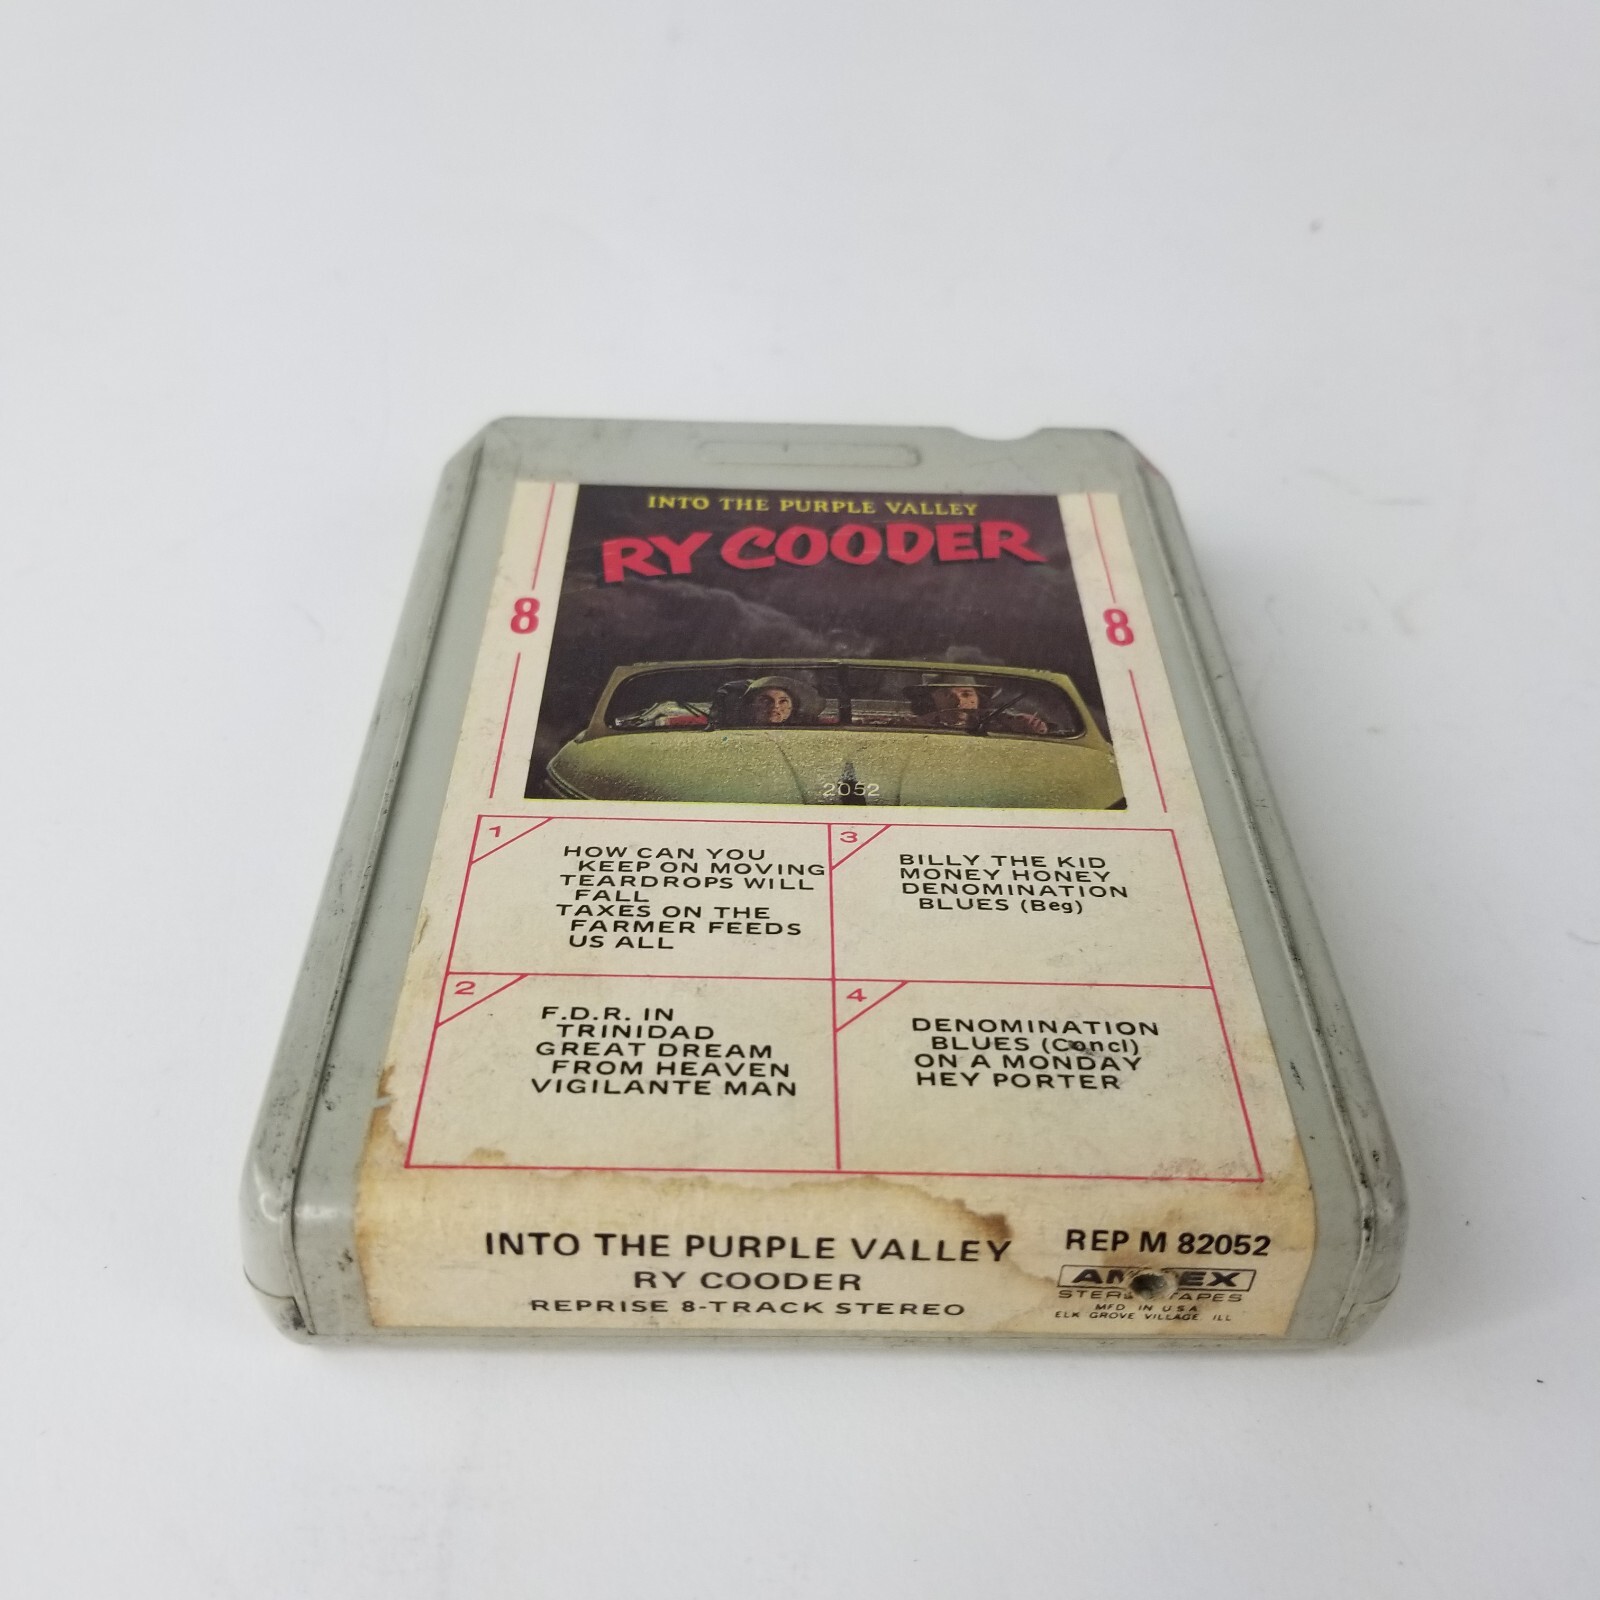 INTO THE PURPLE VALLEY
RY COODER
8
8
2052
1
HOW CAN YOU
KEEP ON MOVING
TEARDROPS WILL
FALL
TAXES ON THE
FARMER FEEDS
US ALL
3
BILLY THE KID
MONEY HONEY
DENOMINATION
BLUES (Beg)
2
F.D.R. IN
TRINIDAD
GREAT DREAM
FROM HEAVEN
VIGILANTE MAN
4
DENOMINATION
BLUES (Concl)
ON A MONDAY
HEY PORTER
INTO THE PURPLE VALLEY
RY COODER
REPRISE 8-TRACK STEREO
REP M 82052
AMPEX
STEREO TAPES
MFD IN U.S.A.
ELK GROVE VILLAGE, ILL